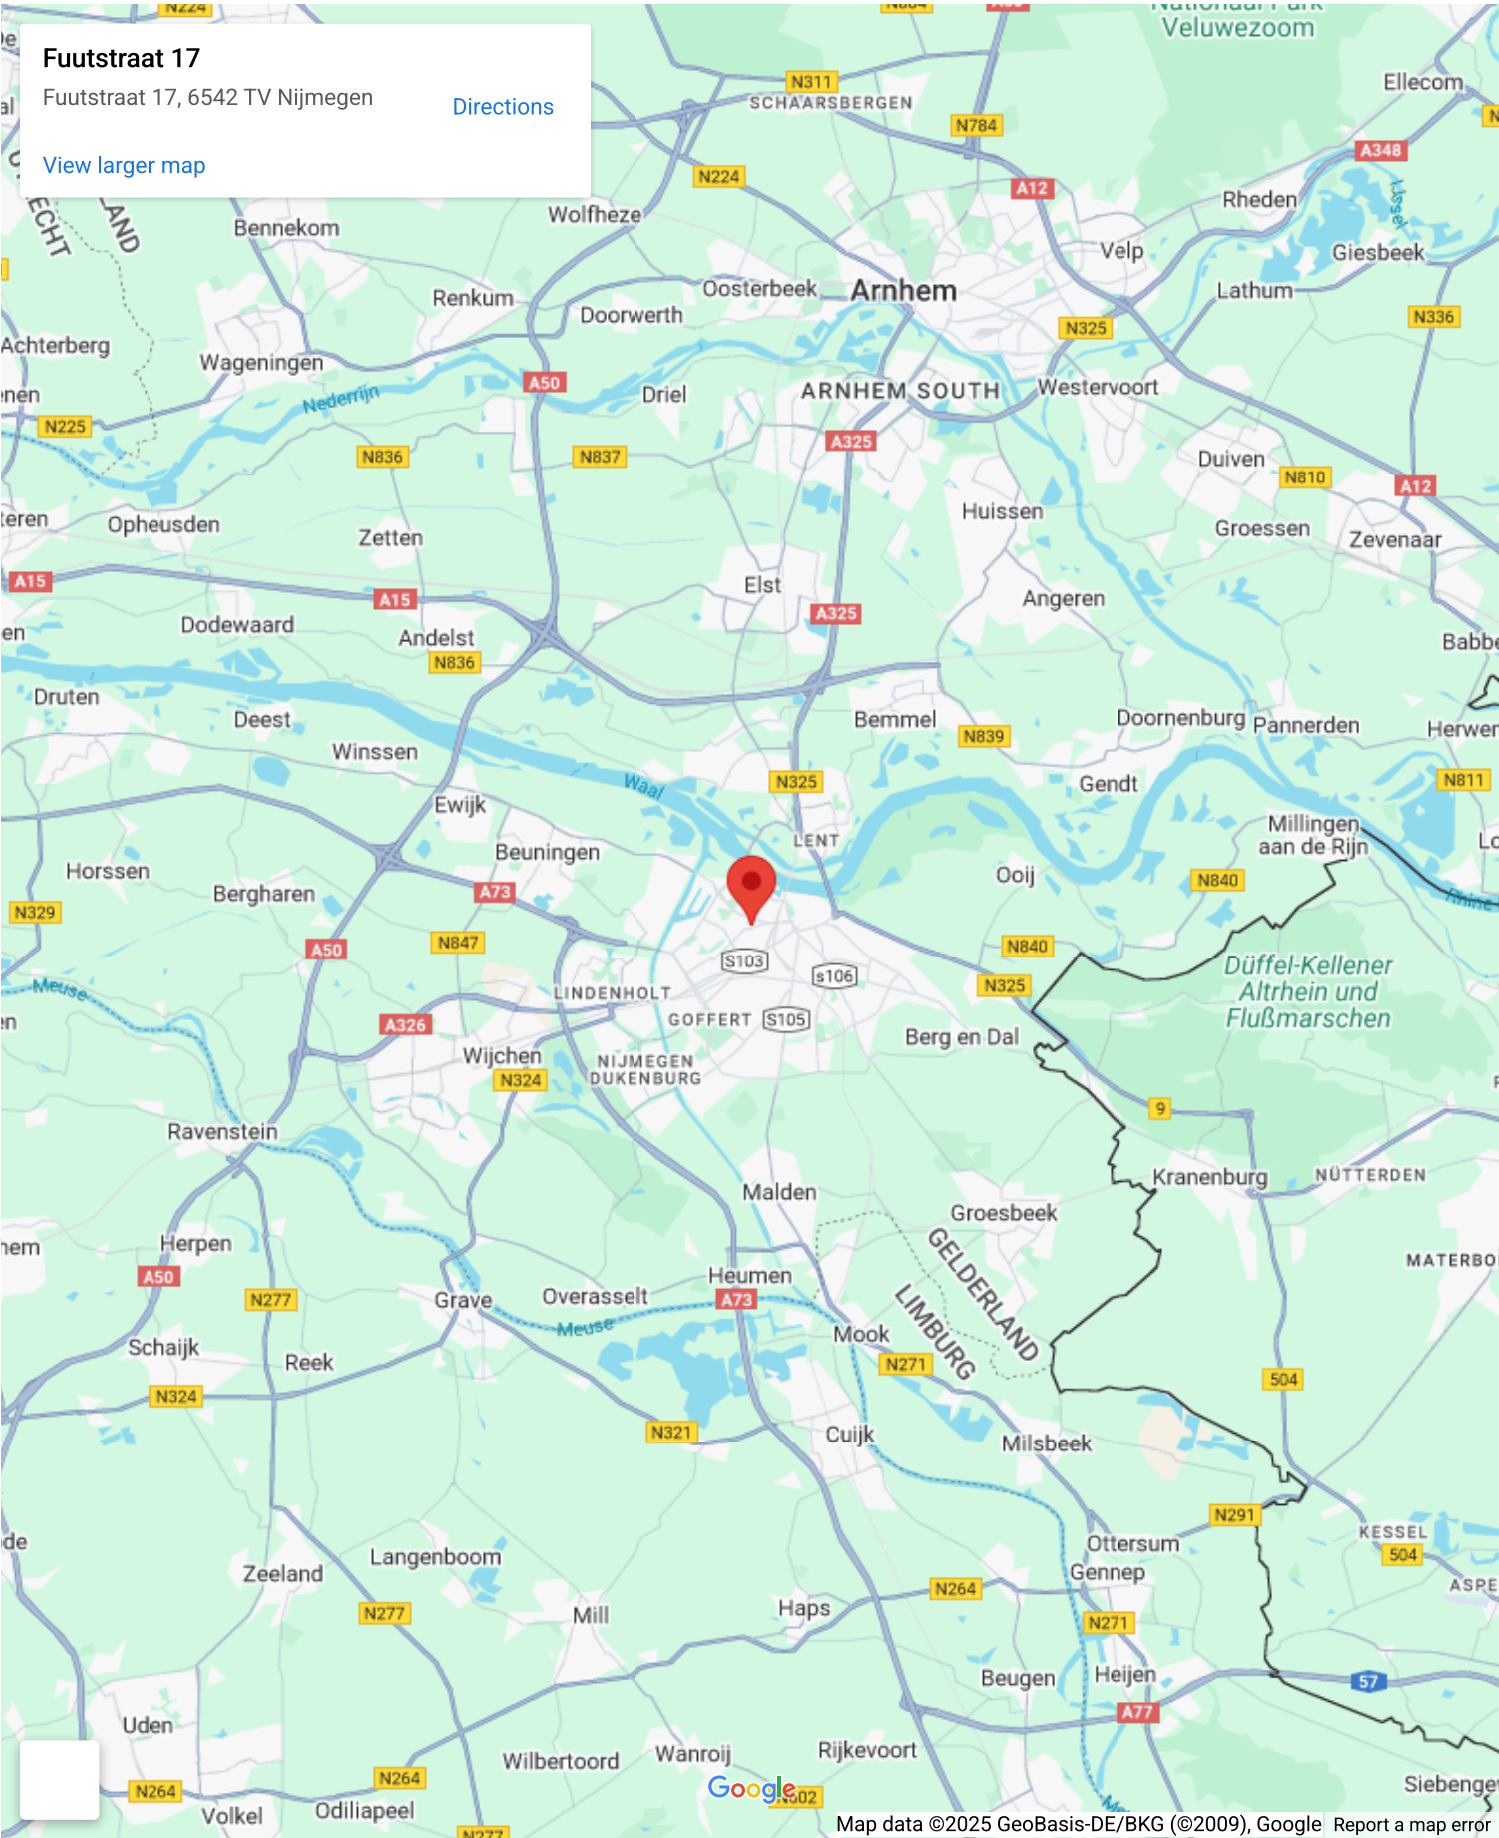 N224
Fuutstraat 17
Fuutstraat 17, 6542 TV Nijmegen
Directions
View larger map
Veluwezoom
N311
SCHAARSBERGEN
Ellecom
N784
A348
N224
A12
Rheden
IJssel
Wolfheze
Bennekom
Velp
Giesbeek
Oosterbeek
Arnhem
Lathum
Renkum
Doorwerth
N325
N336
Achterberg
Wageningen
A50
Nederrijn
Driel
ARNHEM SOUTH
Westervoort
N225
A325
N836
N837
Duiven
N810
A12
Opheusden
Huissen
Zetten
Groessen
Zevenaar
A15
A15
Elst
Angeren
A325
Dodewaard
Andelst
N836
Druten
Deest
Bemmel
Doornenburg
Pannerden
N839
Winssen
Waal
N325
Gendt
N811
Ewijk
LENT
Millingen
aan de Rijn
Beuningen
Horssen
Bergharen
A73
Ooij
N840
Rhine
N329
A50
N847
N840
S103
s106
N325
Düffel-Kellener
Altrhein und
Flußmarschen
Meuse
LINDENHOLT
A326
GOFFERT
S105
Berg en Dal
Wijchen
NIJMEGEN
DUKENBURG
N324
9
Ravenstein
Kranenburg
NÜTTERDEN
Malden
Groesbeek
Herpen
GELDERLAND
LIMBURG
A50
Heumen
N277
Grave
Overasselt
A73
Meuse
Mook
Schaijk
Reek
N271
504
N324
N321
Cuijk
Milsbeek
N291
KESSEL
504
Ottersum
Langenboom
Zeeland
Gennep
N264
N277
Mill
Haps
N271
Beugen
Heijen
57
A77
Uden
Wilbertoord
Wanroij
Rijkevoort
N264
N264
Google
Volkel
Odiliapeel
N277
Map data ©2025 GeoBasis-DE/BKG (©2009), Google
Report a map error